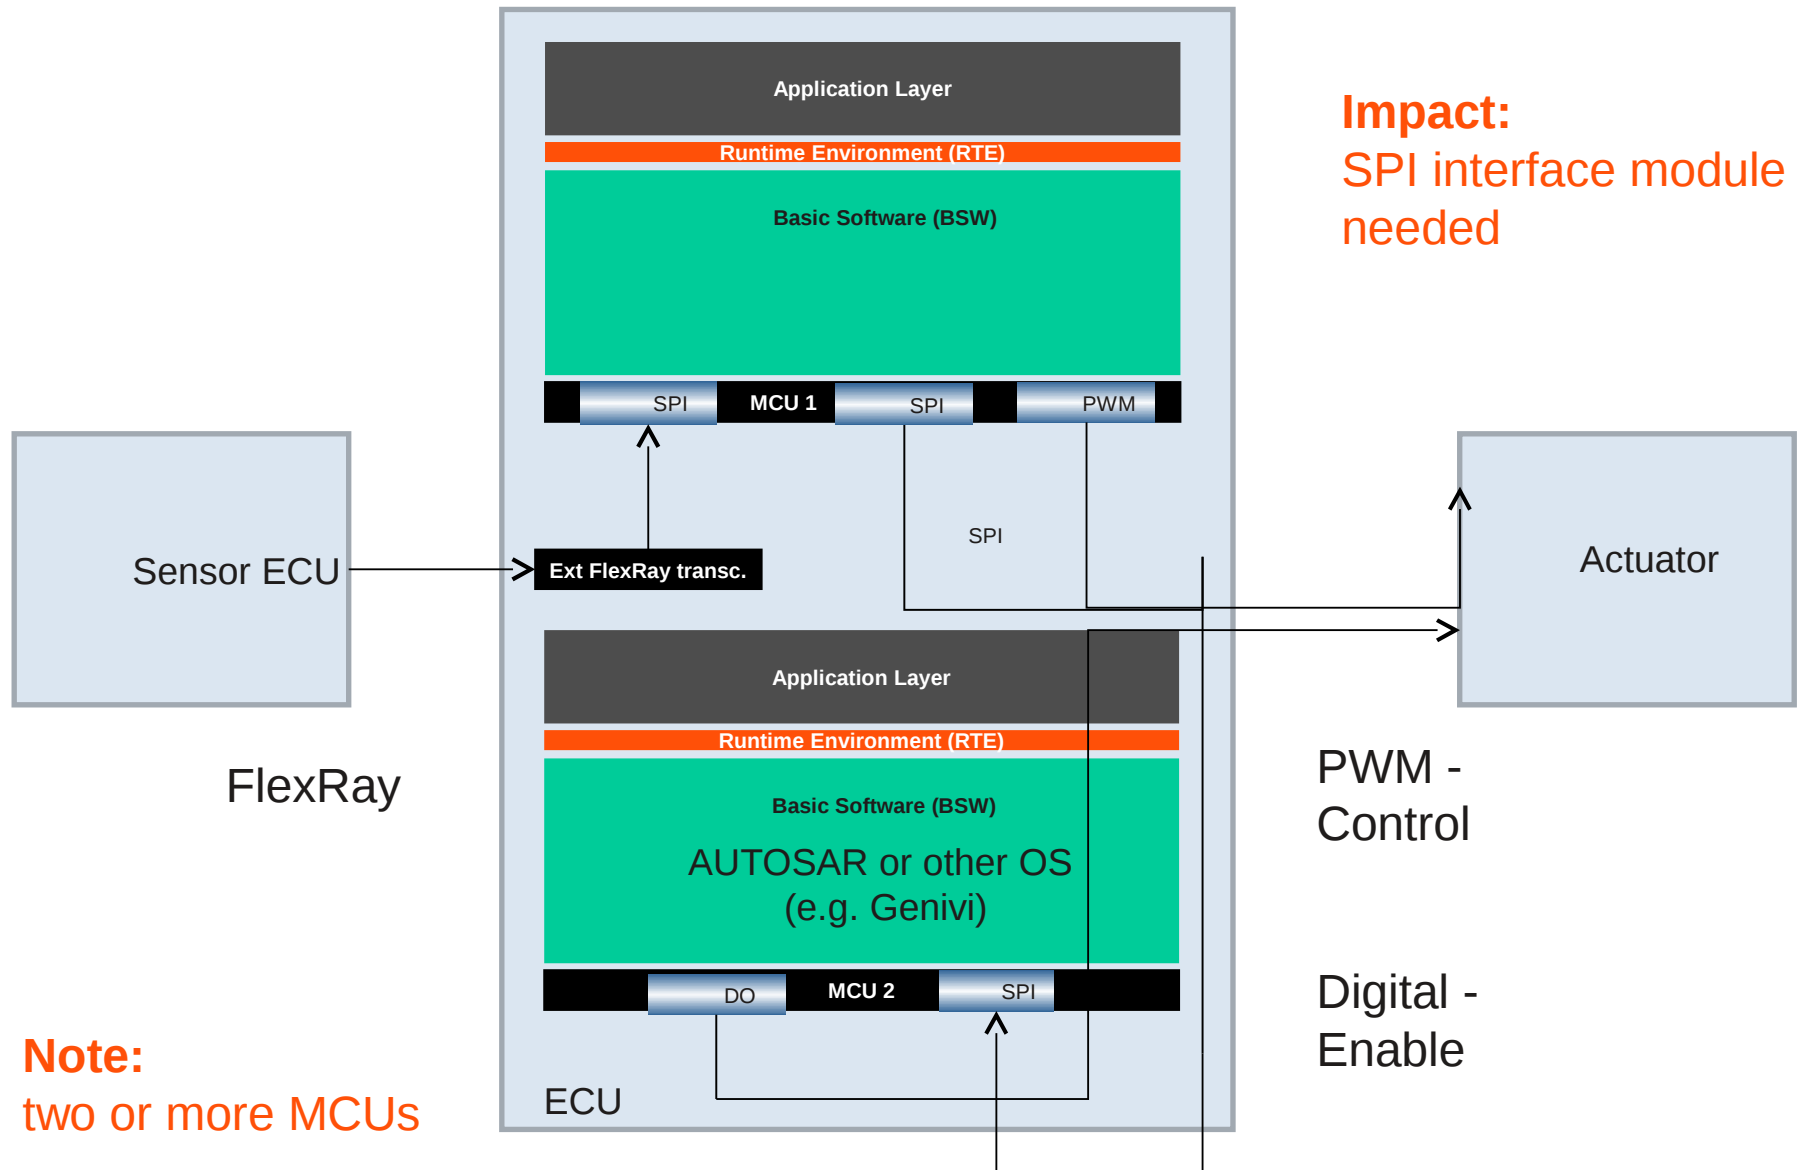 Application Layer
Runtime Environment (RTE)
Basic Software (BSW)
SPI
MCU 1
SPI
PWM
Impact:
SPI interface module
needed
Sensor ECU
Ext FlexRay transc.
SPI
Actuator
Application Layer
Runtime Environment (RTE)
Basic Software (BSW)
AUTOSAR or other OS
(e.g. Genivi)
DO
MCU 2
SPI
ECU
FlexRay
PWM -
Control
Digital -
Enable
Note:
two or more MCUs